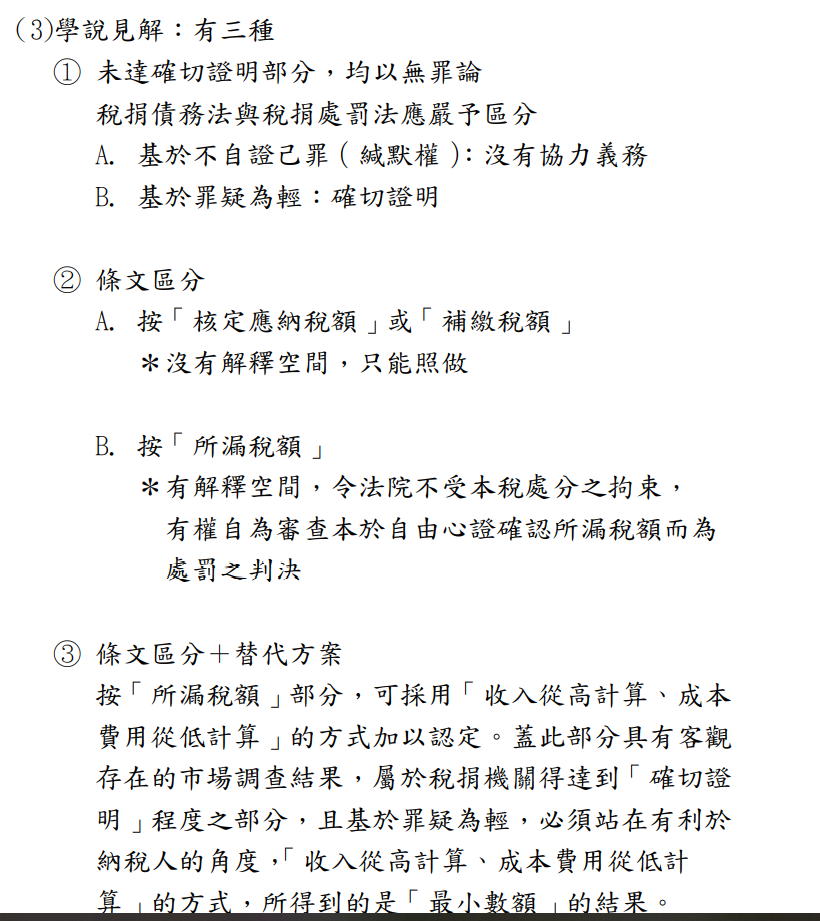 (3)學說見解：有三種
① 未達確切證明部分，均以無罪論
稅捐債務法與稅捐處罰法應嚴予區分
A. 基於不自證己罪(緘默權)：沒有協力義務
B. 基於罪疑為輕：確切證明
② 條文區分
A. 按「核定應納稅額」或「補繳稅額」
＊沒有解釋空間，只能照做
B. 按「所漏稅額」
＊有解釋空間，令法院不受本稅處分之拘束，
有權自為審查本於自由心證確認所漏稅額而為
處罰之判決
③ 條文區分＋替代方案
按「所漏稅額」部分，可採用「收入從高計算、成本
費用從低計算」的方式加以認定。蓋此部分具有客觀
存在的市場調查結果，屬於稅捐機關得達到「確切證
明」程度之部分，且基於罪疑為輕，必須站在有利於
納稅人的角度，「收入從高計算、成本費用從低計
算」的方式，所得到的是「最小數額」的結果。